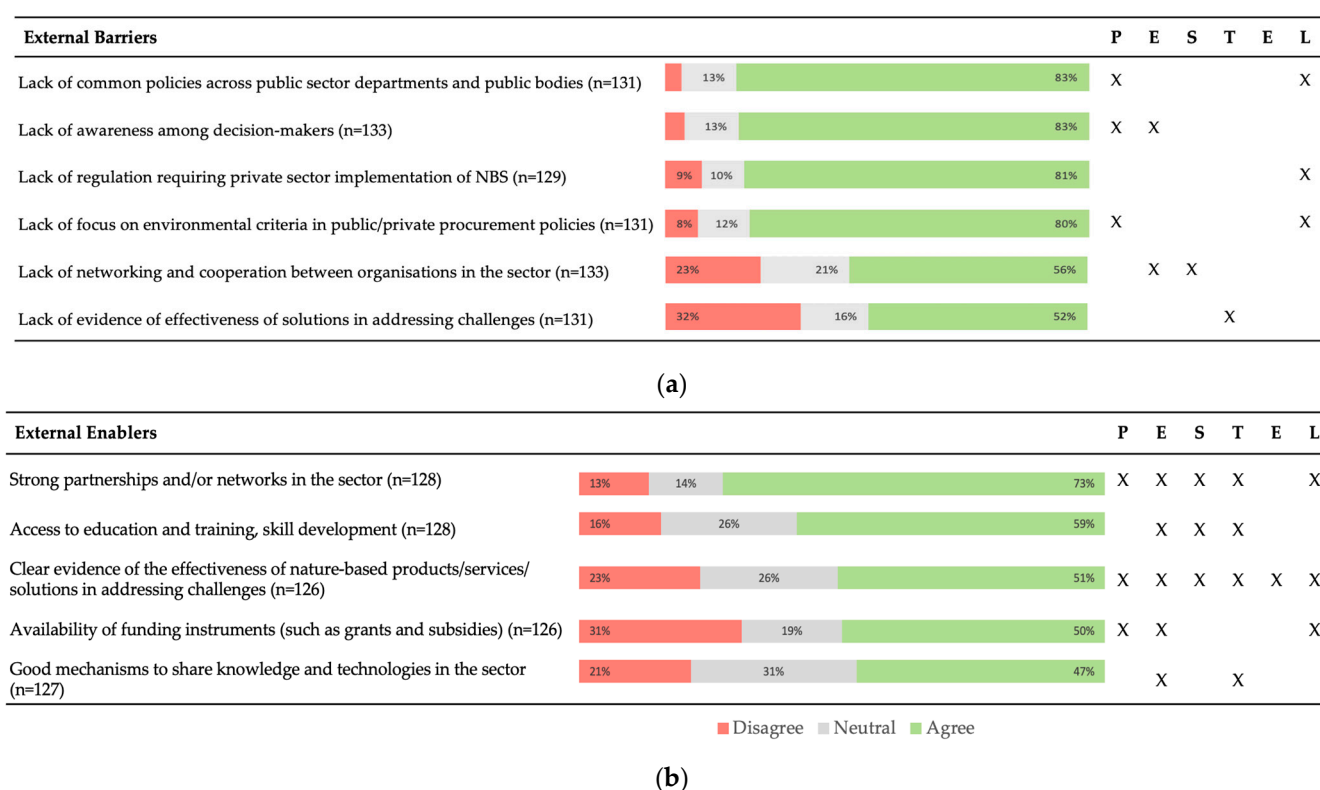 External Barriers P E S T E L
Lack of common policies across public sector departments and public bodies (n=131) 13% 83% X X
Lack of awareness among decision-makers (n=133) 13% 83% X X
Lack of regulation requiring private sector implementation of NBS (n=129) 9% 10% 81% X
Lack of focus on environmental criteria in public/private procurement policies (n=131) 8% 12% 80% X X
Lack of networking and cooperation between organisations in the sector (n=133) 23% 21% 56% X X
Lack of evidence of effectiveness of solutions in addressing challenges (n=131) 32% 16% 52% X
(a)
External Enablers P E S T E L
Strong partnerships and/or networks in the sector (n=128) 13% 14% 73% X X X X X
Access to education and training, skill development (n=128) 16% 26% 59% X X X
Clear evidence of the effectiveness of nature-based products/services/
solutions in addressing challenges (n=126) 23% 26% 51% X X X X X X
Availability of funding instruments (such as grants and subsidies) (n=126) 31% 19% 50% X X X
Good mechanisms to share knowledge and technologies in the sector
(n=127) 21% 31% 47% X X
Disagree Neutral Agree
(b)